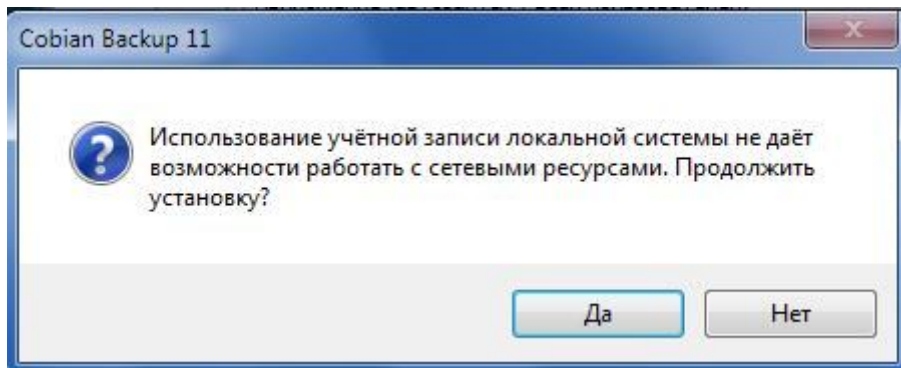 Cobian Backup 11
Использование учётной записи локальной системы не даёт
возможности работать с сетевыми ресурсами. Продолжить
установку?
Да
Нет